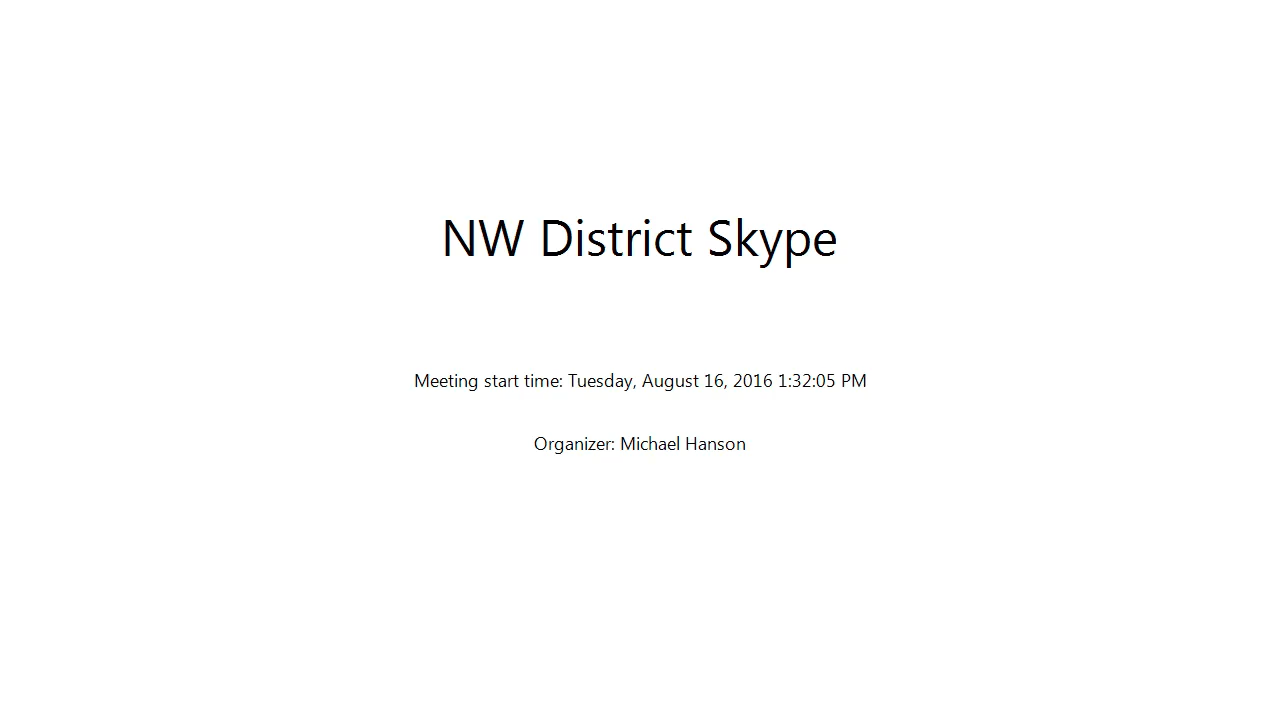 NW District Skype
Meeting start time: Tuesday, August 16, 2016 1:32:05 PM
Organizer: Michael Hanson